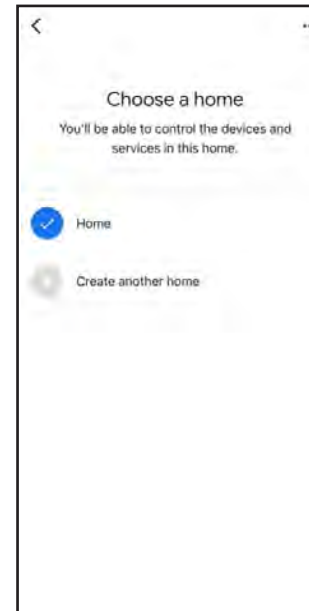 Choose a home
You'll be able to control the devices and
services in this home.
Home
Create another home